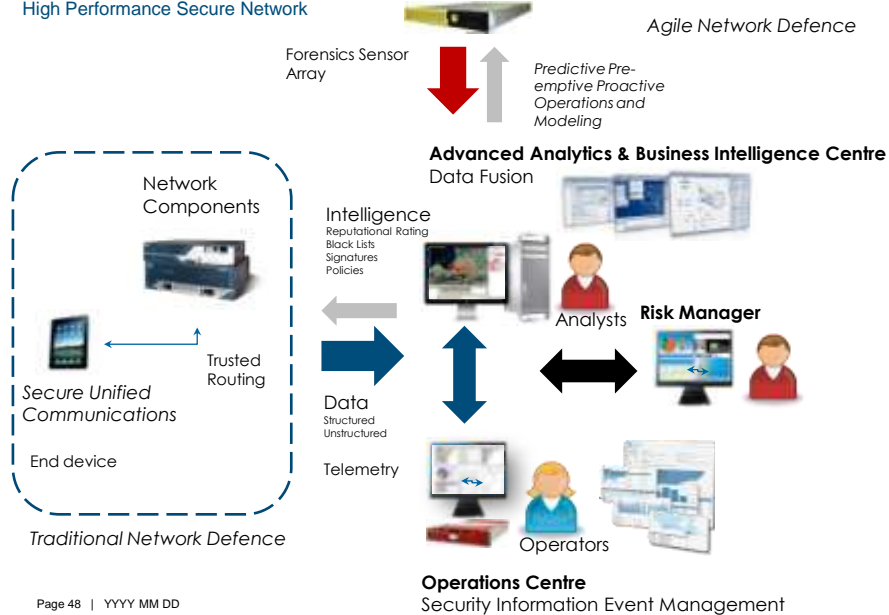 High Performance Secure Network
Agile Network Defence
Forensics Sensor
Array
Predictive Pre-
emptive Proactive
Operations and
Modeling
Advanced Analytics & Business Intelligence Centre
Data Fusion
Network
Components
Intelligence
Reputational Rating
Black Lists
Signatures
Policies
Analysts
Risk Manager
Trusted
Routing
Secure Unified
Communications
Data
Structured
Unstructured
End device
Telemetry
Traditional Network Defence
Operators
Operations Centre
Security Information Event Management
Page 48 | YYYY MM DD